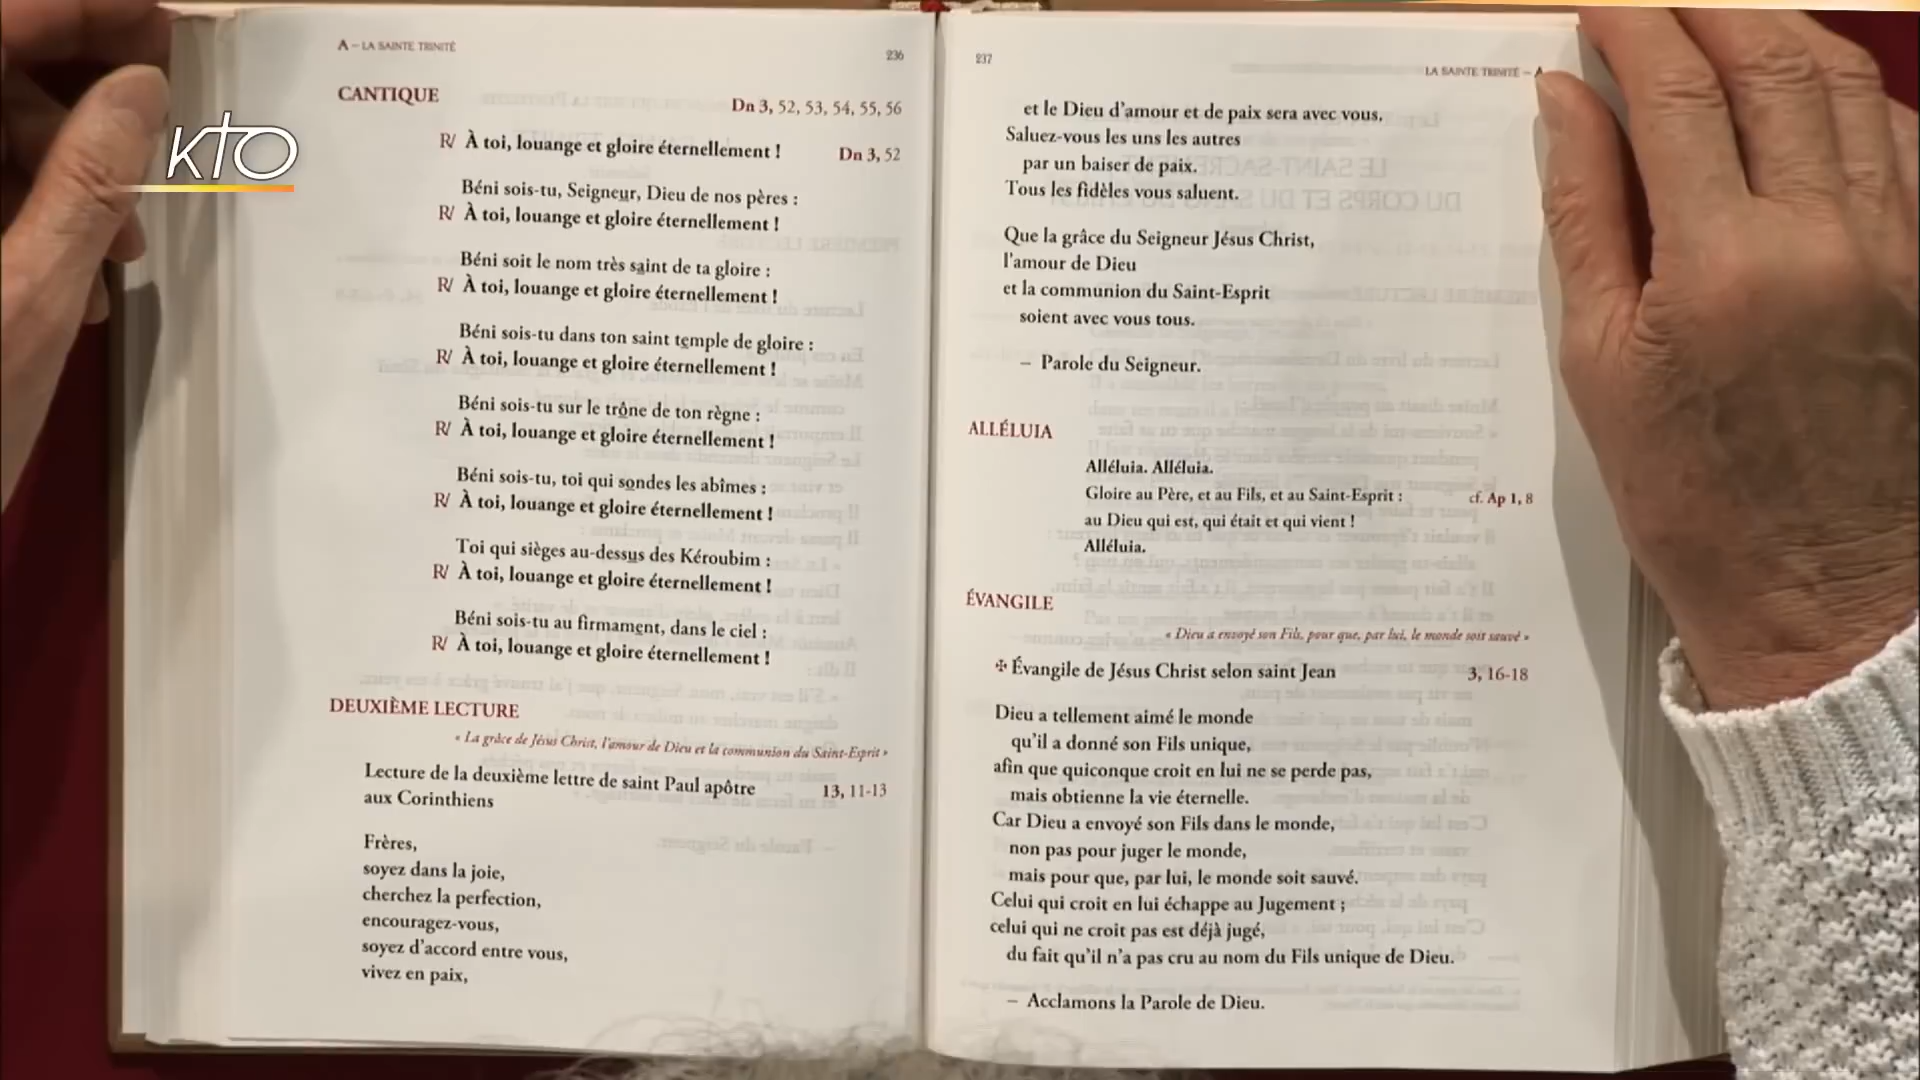 kto
A – LA SAINTE TRINITÉ
236
CANTIQUE
Dn 3, 52, 53, 54, 55, 56
R/ À toi, louange et gloire éternellement !
Dn 3, 52
Béni sois-tu, Seigneur, Dieu de nos pères :
R/ À toi, louange et gloire éternellement !
Béni soit le nom très saint de ta gloire :
R/ À toi, louange et gloire éternellement !
Béni sois-tu dans ton saint temple de gloire :
R/ À toi, louange et gloire éternellement !
Béni sois-tu sur le trône de ton règne :
R/ À toi, louange et gloire éternellement !
Béni sois-tu, toi qui sondes les abîmes :
R/ À toi, louange et gloire éternellement !
Toi qui sièges au-dessus des Kéroubim :
R/ À toi, louange et gloire éternellement !
Béni sois-tu au firmament, dans le ciel :
R/ À toi, louange et gloire éternellement !
DEUXIÈME LECTURE
« La grâce de Jésus Christ, l'amour de Dieu et la communion du Saint-Esprit »
Lecture de la deuxième lettre de saint Paul apôtre 13, 11-13
aux Corinthiens
Frères,
soyez dans la joie,
cherchez la perfection,
encouragez-vous,
soyez d'accord entre vous,
vivez en paix,
237
LA SAINTE TRINITÉ – A
et le Dieu d'amour et de paix sera avec vous.
Saluez-vous les uns les autres
par un baiser de paix.
Tous les fidèles vous saluent.
Que la grâce du Seigneur Jésus Christ,
l'amour de Dieu
et la communion du Saint-Esprit
soient avec vous tous.
– Parole du Seigneur.
ALLÉLUIA
Alléluia. Alléluia.
Gloire au Père, et au Fils, et au Saint-Esprit : cf. Ap 1, 8
au Dieu qui est, qui était et qui vient !
Alléluia.
ÉVANGILE
« Dieu a envoyé son Fils, pour que, par lui, le monde soit sauvé »
✠ Évangile de Jésus Christ selon saint Jean 3, 16-18
Dieu a tellement aimé le monde
qu'il a donné son Fils unique,
afin que quiconque croit en lui ne se perde pas,
mais obtienne la vie éternelle.
Car Dieu a envoyé son Fils dans le monde,
non pas pour juger le monde,
mais pour que, par lui, le monde soit sauvé.
Celui qui croit en lui échappe au Jugement ;
celui qui ne croit pas est déjà jugé,
du fait qu'il n'a pas cru au nom du Fils unique de Dieu.
– Acclamons la Parole de Dieu.